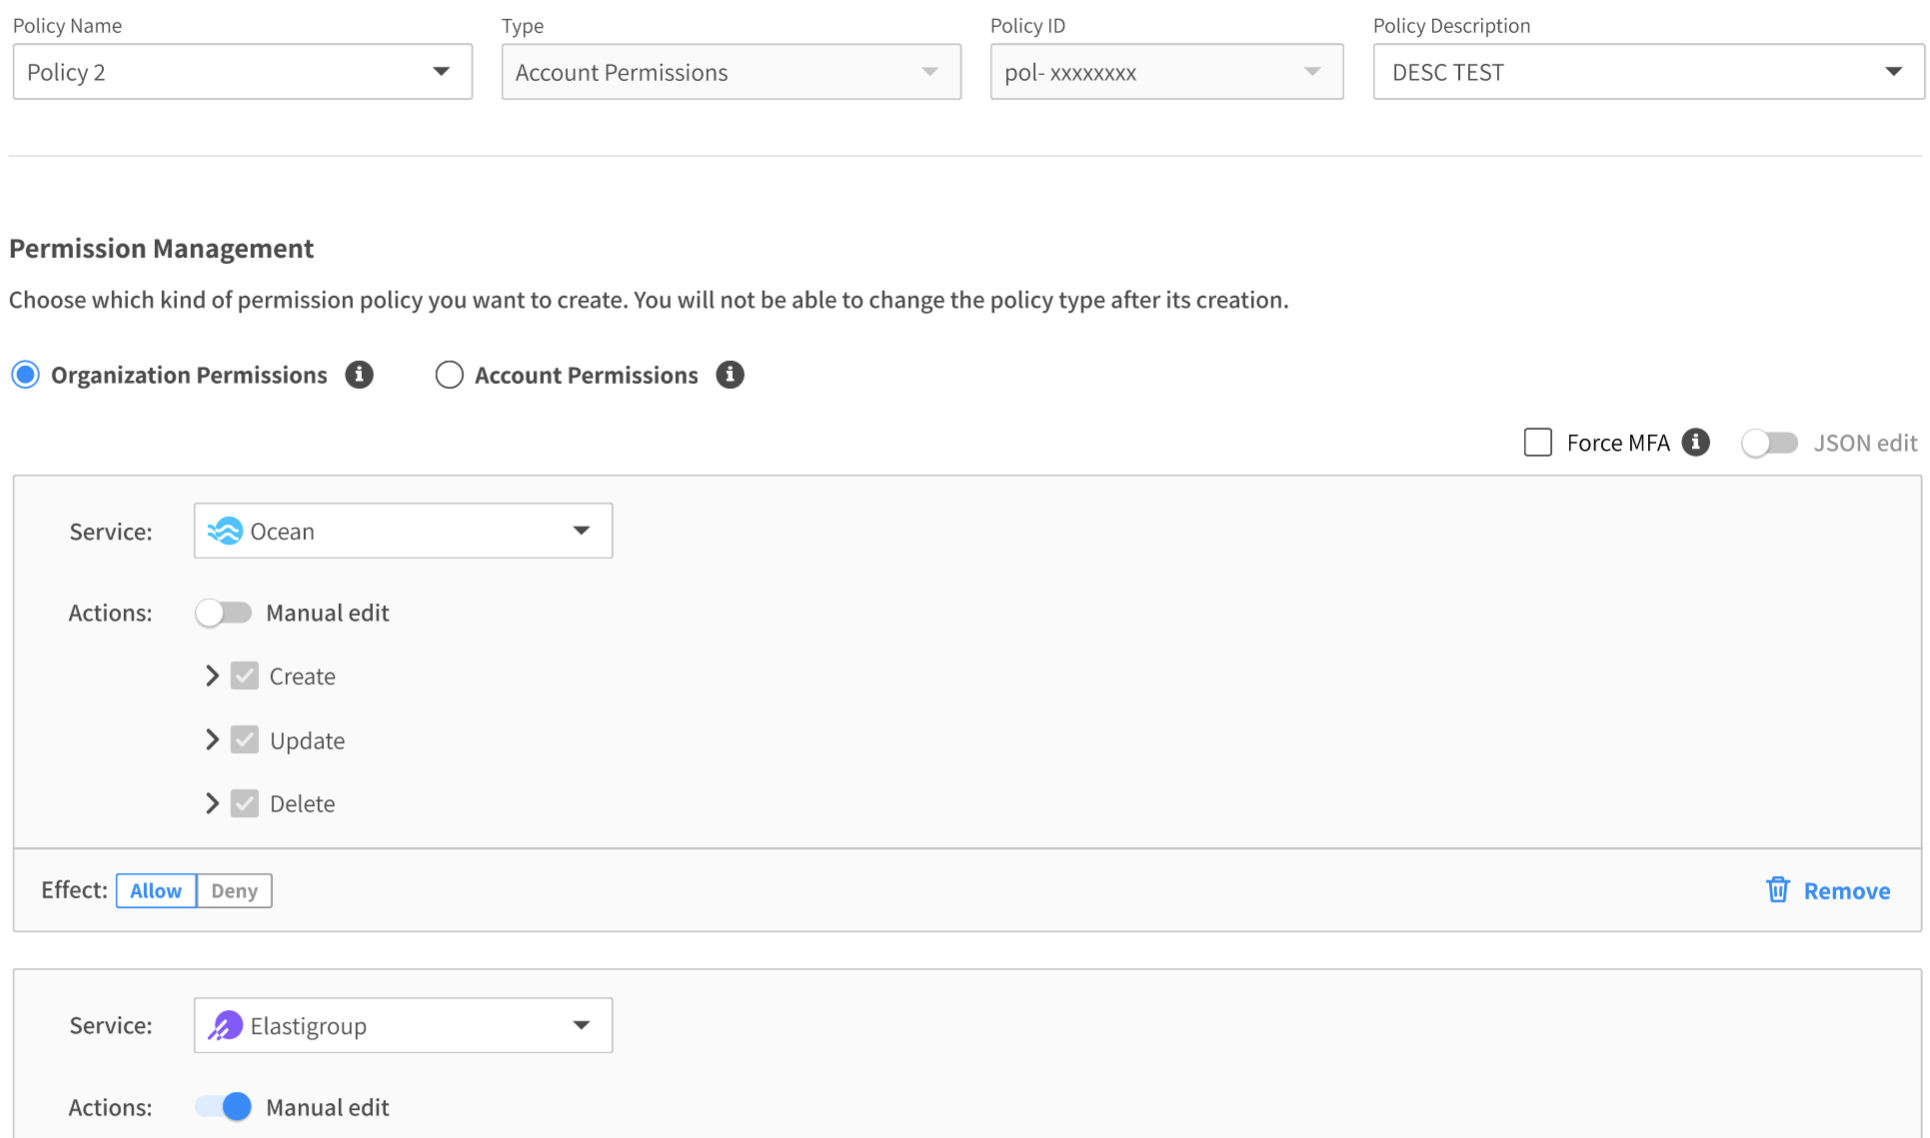 Policy Name Type Policy ID Policy Description
Policy 2 Account Permissions pol- xxxxxxxx DESC TEST
Permission Management
Choose which kind of permission policy you want to create. You will not be able to change the policy type after its creation.
Organization Permissions Account Permissions
Force MFA JSON edit
Service: Ocean
Actions: Manual edit
Create
Update
Delete
Effect: Allow Deny Remove
Service: Elastigroup
Actions: Manual edit